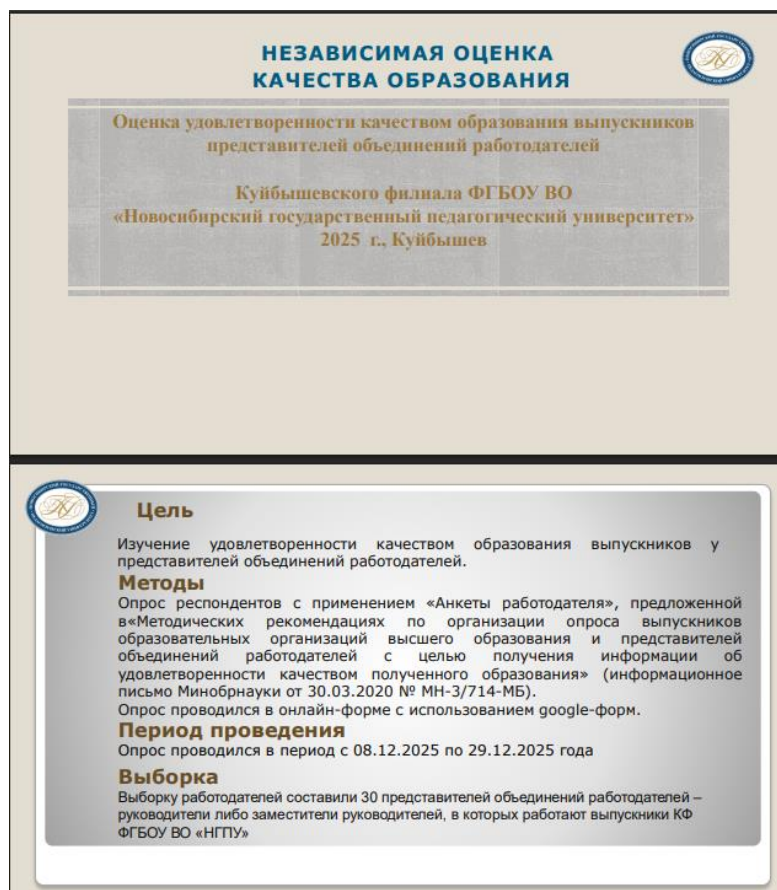 НЕЗАВИСИМАЯ ОЦЕНКА
КАЧЕСТВА ОБРАЗОВАНИЯ
Оценка удовлетворенности качеством образования выпускников
представителей объединений работодателей
Куйбышевского филиала ФГБОУ ВО
«Новосибирский государственный педагогический университет»
2025 г., Куйбышев
Цель
Изучение удовлетворенности качеством образования выпускников у
представителей объединений работодателей.
Методы
Опрос респондентов с применением «Анкеты работодателя», предложенной
в«Методических рекомендациях по организации опроса выпускников
образовательных организаций высшего образования и представителей
объединений работодателей с целью получения информации об
удовлетворенности качеством полученного образования» (информационное
письмо Минобрнауки от 30.03.2020 № МН-3/714-МБ).
Опрос проводился в онлайн-форме с использованием google-форм.
Период проведения
Опрос проводился в период с 08.12.2025 по 29.12.2025 года
Выборка
Выборку работодателей составили 30 представителей объединений работодателей –
руководители либо заместители руководителей, в которых работают выпускники КФ
ФГБОУ ВО «НГПУ»